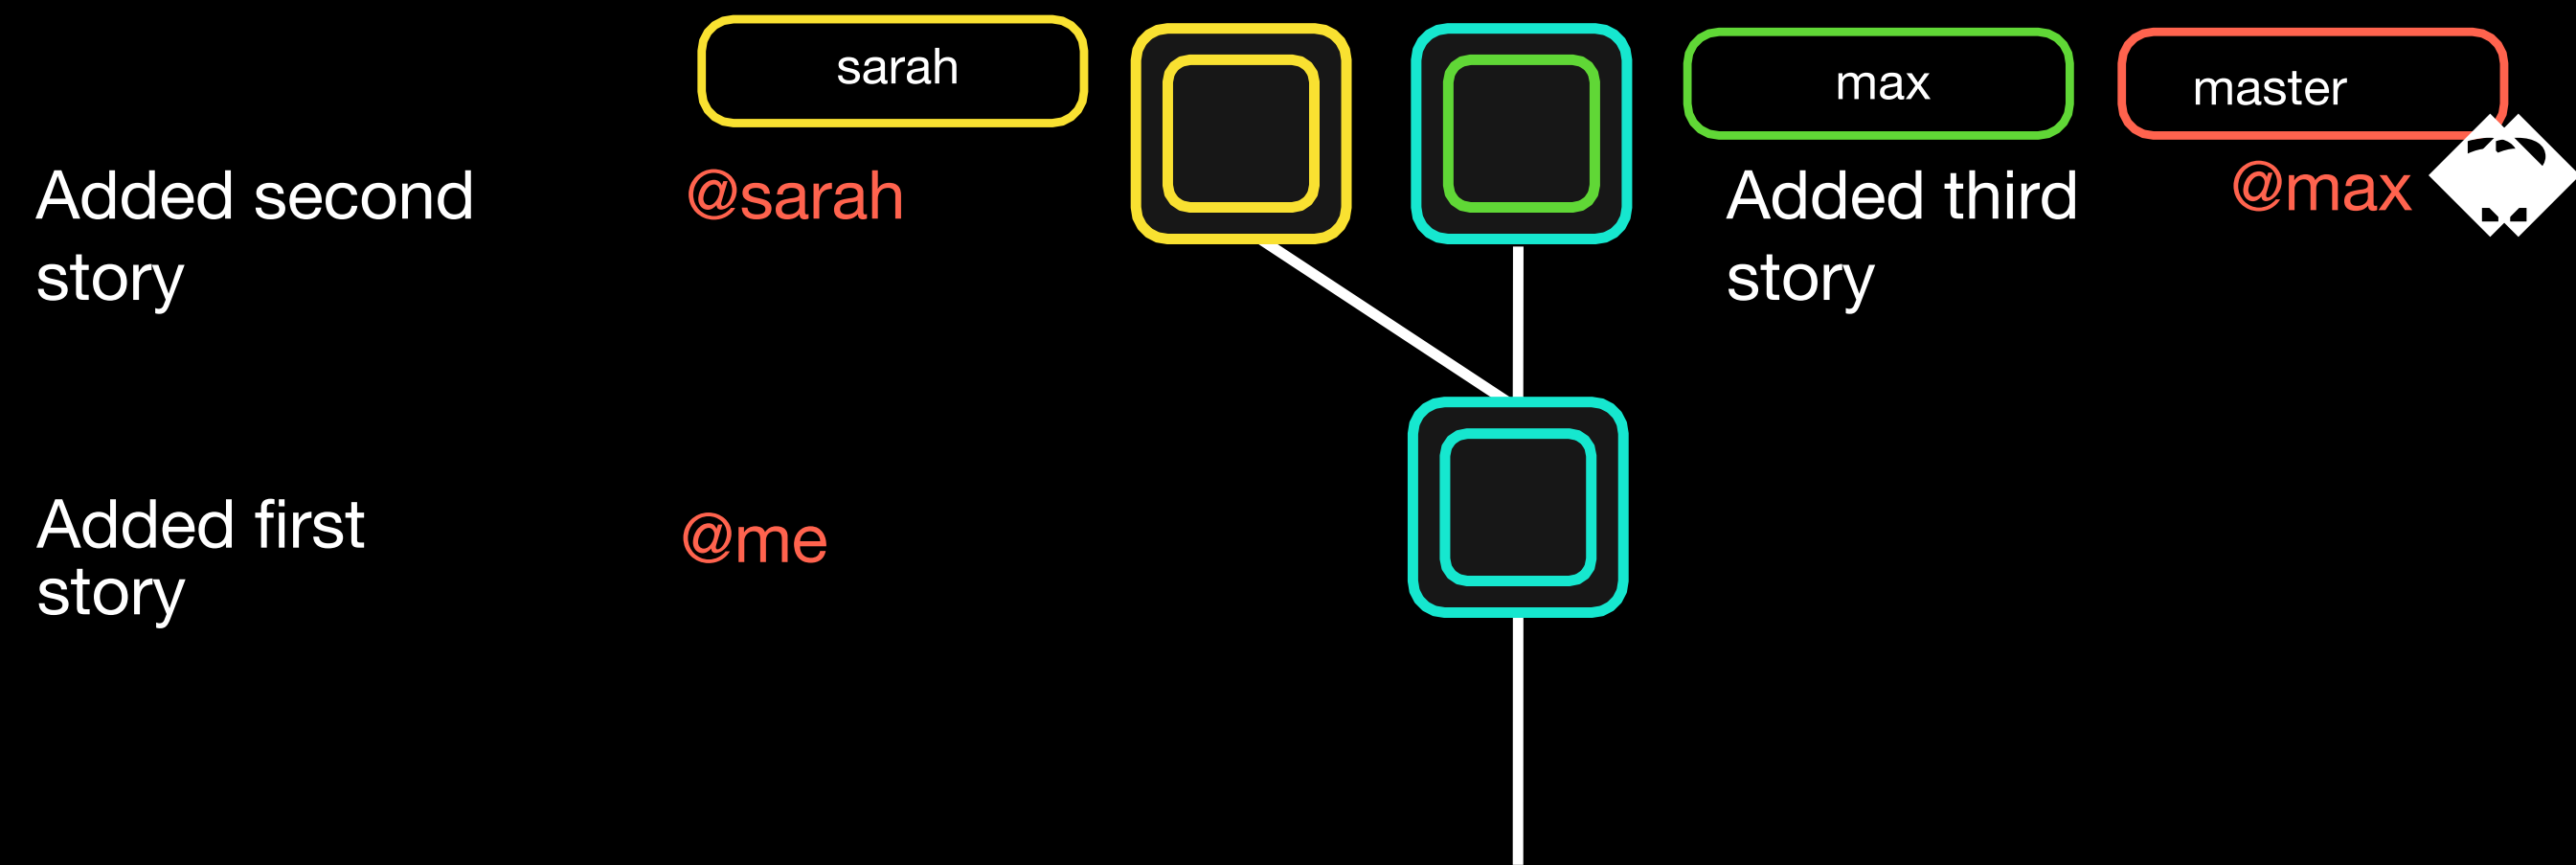 sarah
max
master
Added second
story
@sarah
Added third
story
@max
Added first
story
@me